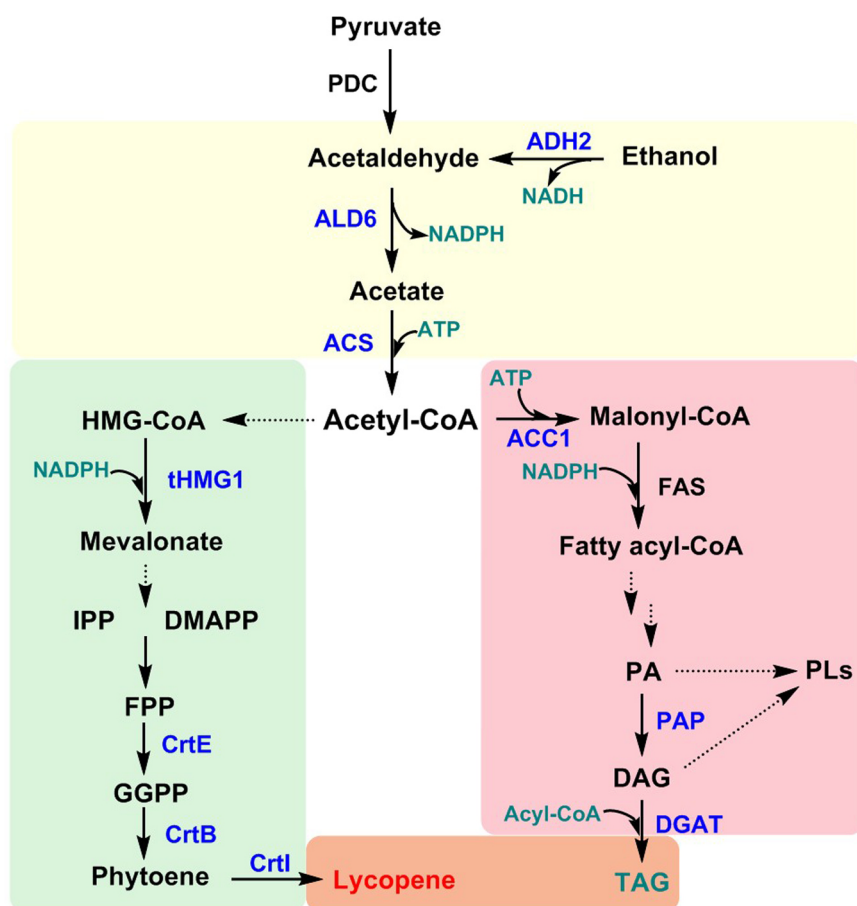 Pyruvate
PDC
ADH2
Acetaldehyde
Ethanol
NADH
ALD6
NADPH
Acetate
ACS
ATP
ATP
HMG-CoA
Acetyl-CoA
Malonyl-CoA
ACC1
NADPH
tHMG1
NADPH
FAS
Mevalonate
Fatty acyl-CoA
IPP
DMAPP
PA
PLs
FPP
PAP
CrtE
GGPP
DAG
Acyl-CoA
DGAT
CrtB
Phytoene
CrtI
Lycopene
TAG